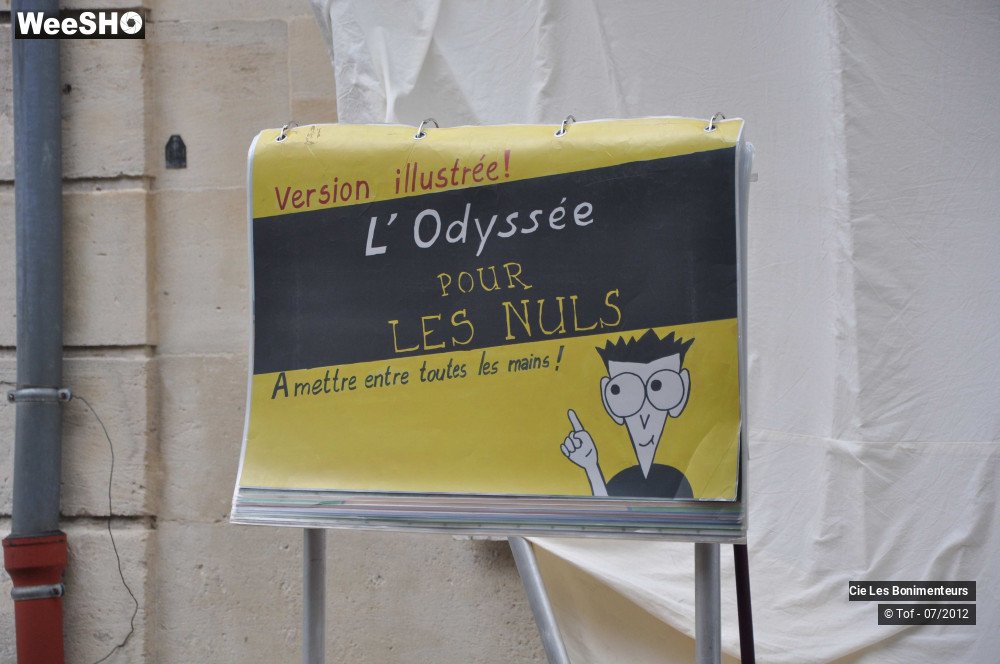 WeeSHO
Version illustrée!
L'Odyssée
POUR
LES NULS
A mettre entre toutes les mains!
Cie Les Bonimenteurs
© Tof - 07/2012